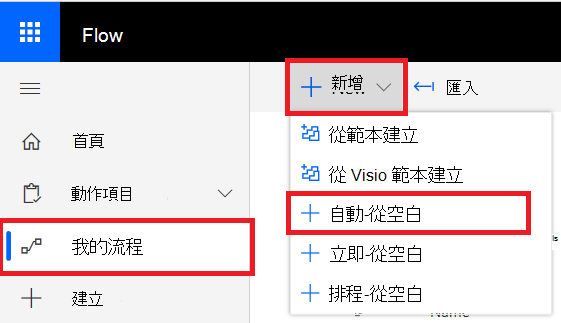 Flow
新增
匯入
首頁
動作項目
我的流程
建立
從範本建立
從 Visio 範本建立
自動-從空白
立即-從空白
排程-從空白
Name